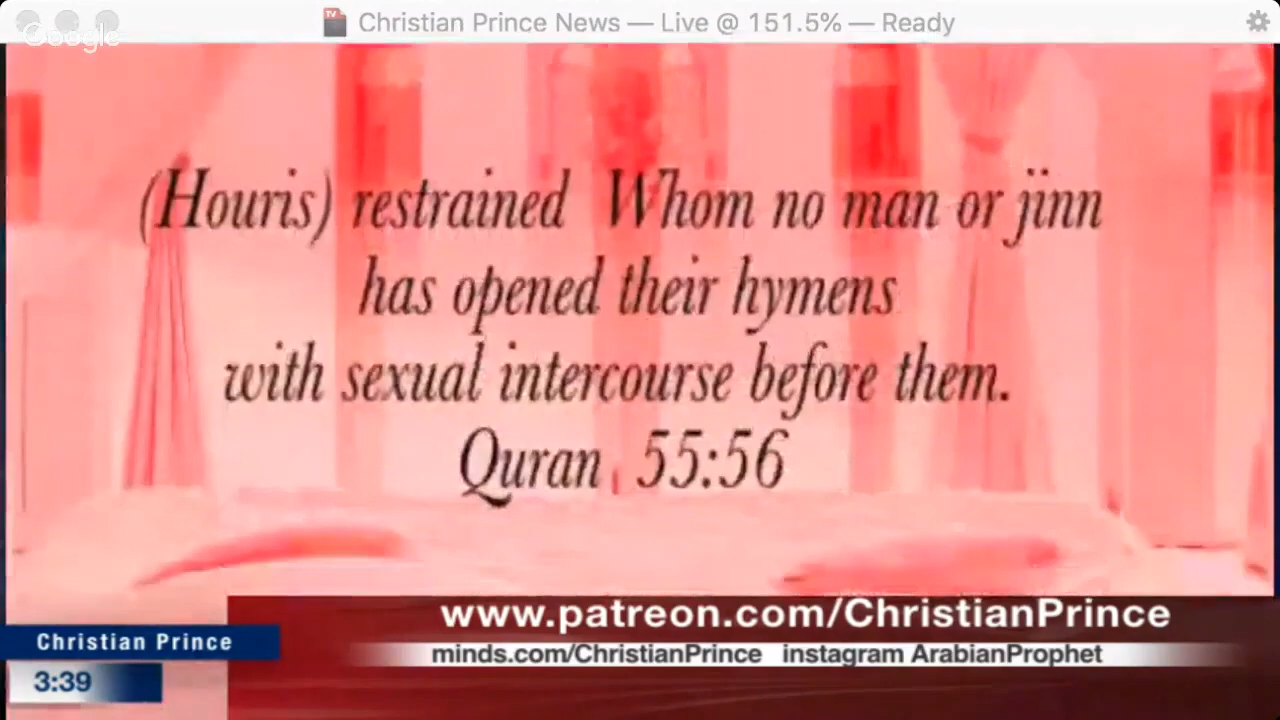 Christian Prince News — Live @ 151.5% — Ready
Google
(Houris) restrained Whom no man or jinn
has opened their hymens
with sexual intercourse before them.
Quran 55:56
www.patreon.com/ChristianPrince
Christian Prince
minds.com/ChristianPrince instagram ArabianProphet
3:39